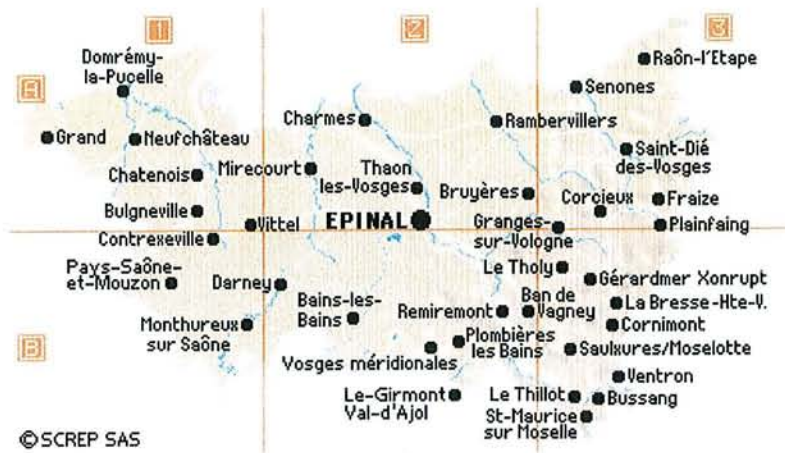 1
2
3
Domrémy-
la-Pucelle
Raôn-l'Etape
A
Senones
Charmes
Rambervillers
Grand
Neufchâteau
Saint-Dié
des-Vosges
Mirecourt
Thaon
les-Vosges
Chatenois
Bruyères
Corcieux
Fraize
Bulgneville
Vittel
EPINAL
Granges-
sur-Vologne
Plainfaing
Contrexeville
Pays-Saône-
et-Mouzon
Darney
Le Tholy
Gérardmer Xonrupt
Bains-les-
Bains
Remiremont
Ban de
Vagney
La Bresse-Hte-V.
Monthureux
sur Saône
Cornimont
B
Vosges méridionales
Plombières
les Bains
Saulxures/Moselotte
Ventron
Le-Girmont
Val-d'Ajol
Le Thillot
Bussang
St-Maurice
sur Moselle
©SCREP SAS